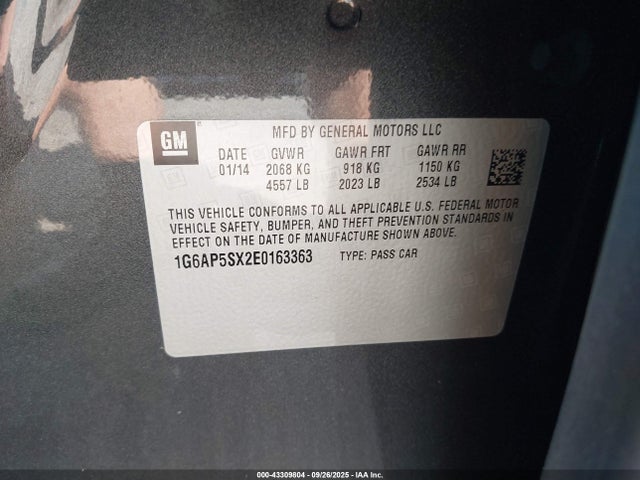 GM
MFD BY GENERAL MOTORS LLC
DATE GVWR GAWR FRT GAWR RR
01/14 2068 KG 918 KG 1150 KG
4557 LB 2023 LB 2534 LB
THIS VEHICLE CONFORMS TO ALL APPLICABLE U.S. FEDERAL MOTOR
VEHICLE SAFETY, BUMPER, AND THEFT PREVENTION STANDARDS IN
EFFECT ON THE DATE OF MANUFACTURE SHOWN ABOVE.
1G6AP5SX2E0163363 TYPE: PASS CAR
000-43309804 - 09/26/2025 - IAA Inc.